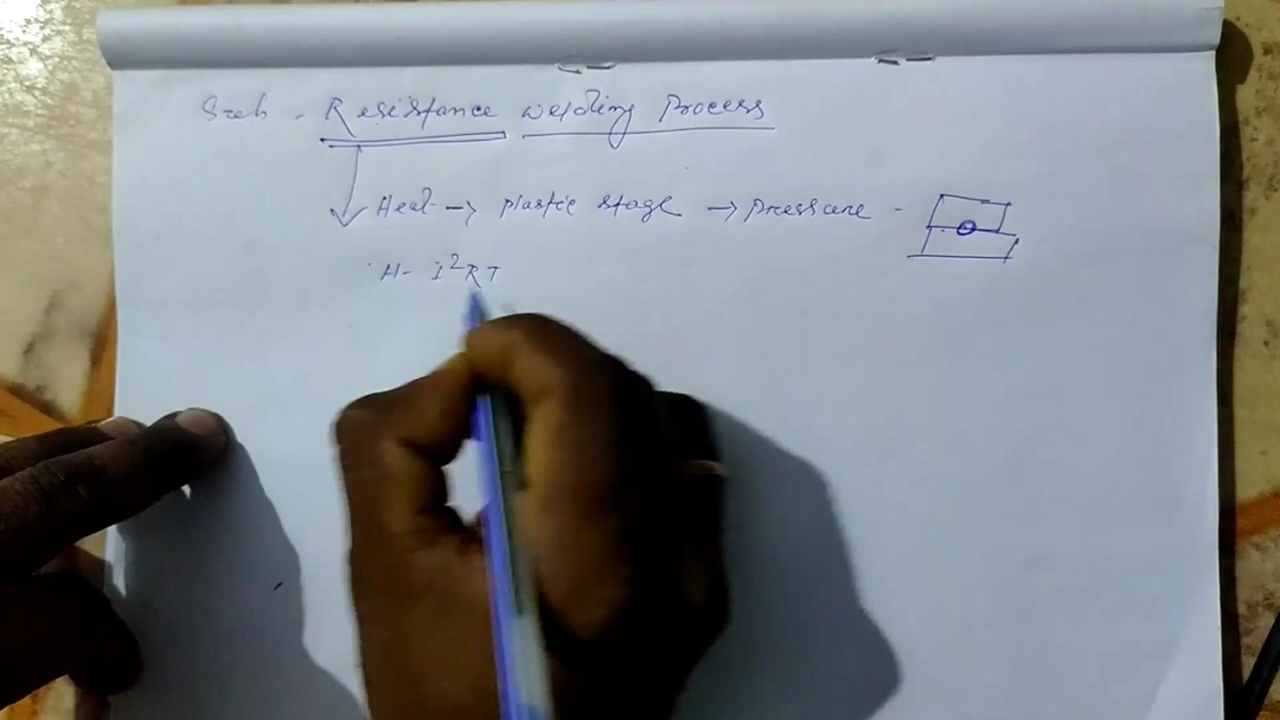 Resistance welding Process
Heat → plastic stage → pressure -
H- I²RT